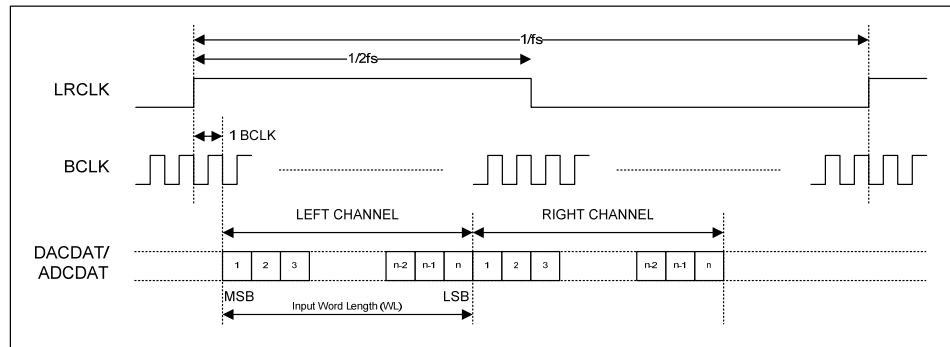 1/fs
1/2fs
LRCLK
1 BCLK
BCLK
LEFT CHANNEL RIGHT CHANNEL
DACDAT/
ADCDAT
1 2 3 n-2 n-1 n 1 2 3 n-2 n-1 n
MSB LSB
Input Word Length (WL)